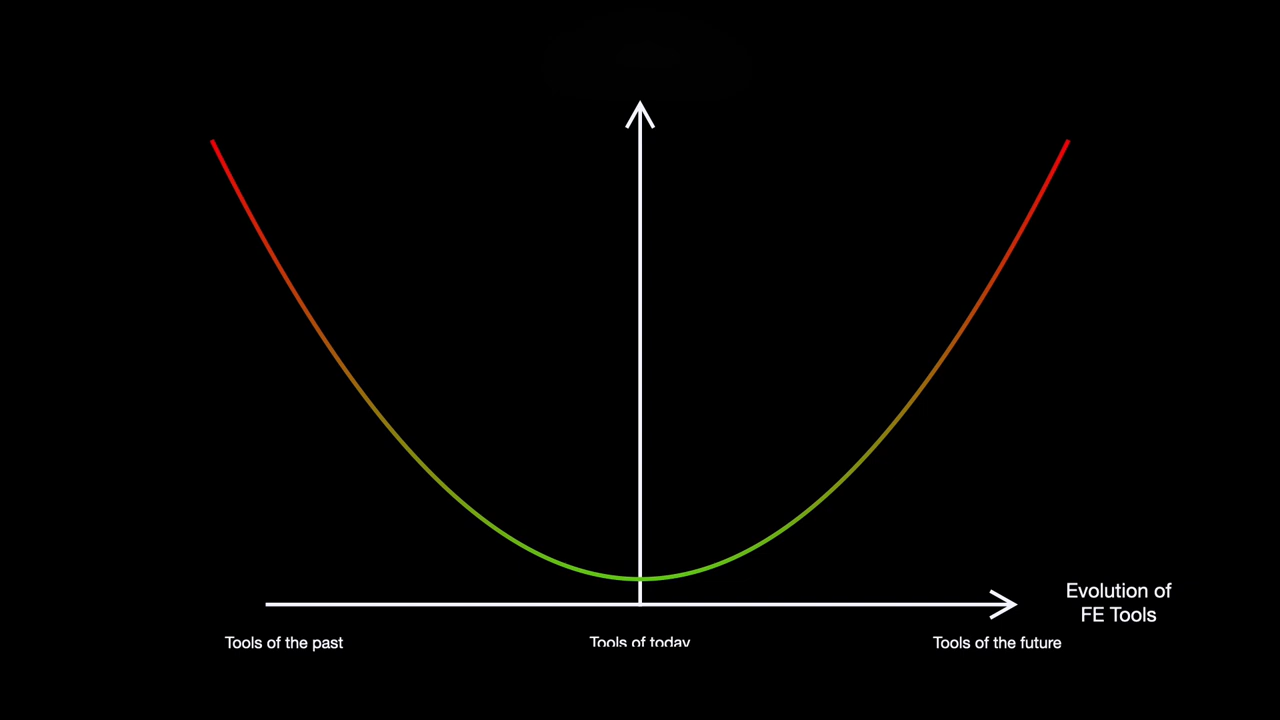 Evolution of
FE Tools
Tools of the past
Tools of today
Tools of the future